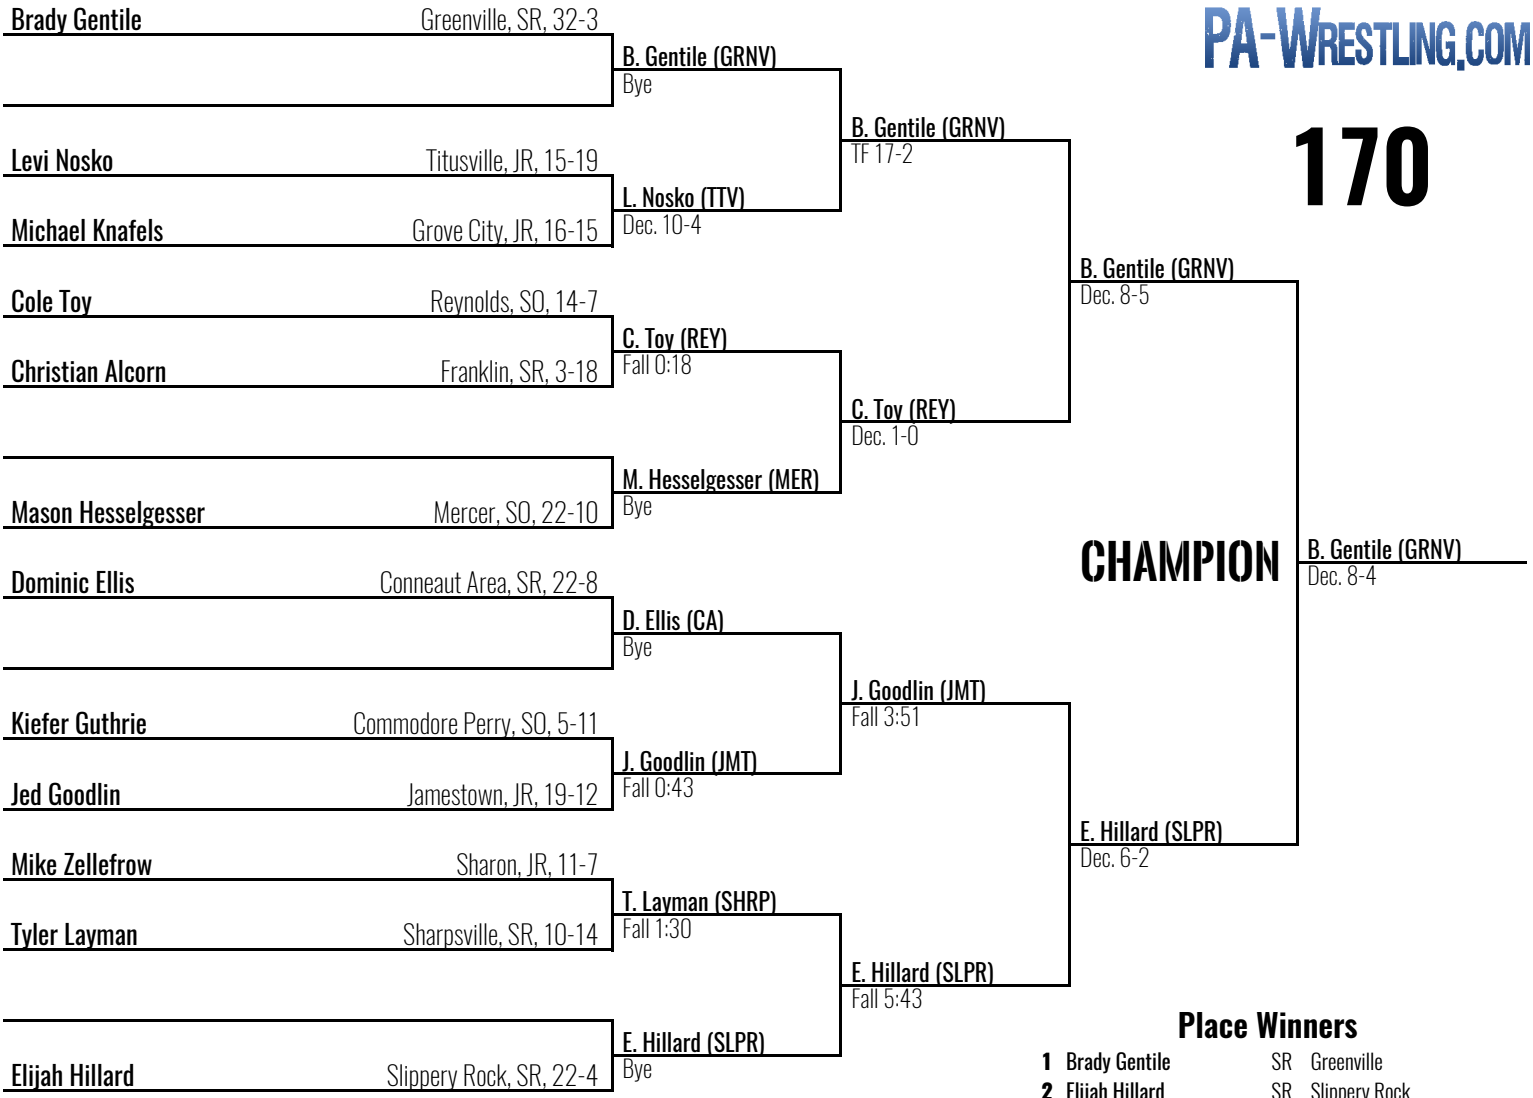 PA-WRESTLING.COM
170
Brady Gentile Greenville, SR, 32-3
B. Gentile (GRNV)
Bye
B. Gentile (GRNV)
TF 17-2
Levi Nosko Titusville, JR, 15-19
L. Nosko (TTV)
Dec. 10-4
Michael Knafels Grove City, JR, 16-15
B. Gentile (GRNV)
Dec. 8-5
Cole Toy Reynolds, SO, 14-7
C. Toy (REY)
Fall 0:18
Christian Alcorn Franklin, SR, 3-18
C. Toy (REY)
Dec. 1-0
M. Hesselgesser (MER)
Bye
Mason Hesselgesser Mercer, SO, 22-10
CHAMPION
B. Gentile (GRNV)
Dec. 8-4
Dominic Ellis Conneaut Area, SR, 22-8
D. Ellis (CA)
Bye
J. Goodlin (JMT)
Fall 3:51
Kiefer Guthrie Commodore Perry, SO, 5-11
J. Goodlin (JMT)
Fall 0:43
Jed Goodlin Jamestown, JR, 19-12
E. Hillard (SLPR)
Dec. 6-2
Mike Zellefrow Sharon, JR, 11-7
T. Layman (SHRP)
Fall 1:30
Tyler Layman Sharpsville, SR, 10-14
E. Hillard (SLPR)
Fall 5:43
E. Hillard (SLPR)
Bye
Elijah Hillard Slippery Rock, SR, 22-4
Place Winners
1 Brady Gentile SR Greenville
2 Elijah Hillard SR Slippery Rock